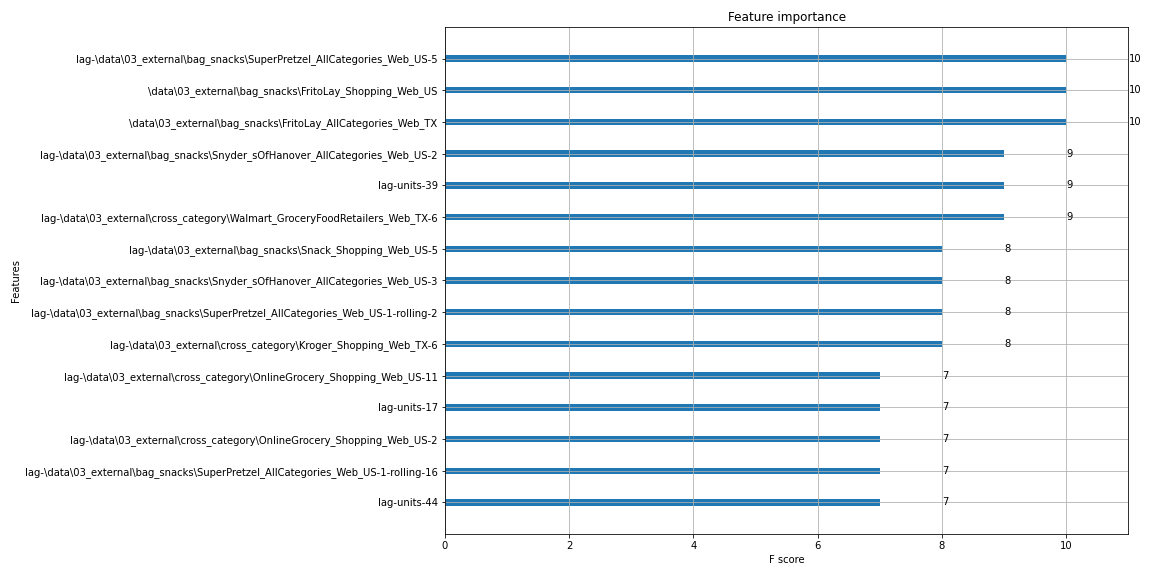 Feature importance
lag-\data\03_external\bag_snacks\SuperPretzel_AllCategories_Web_US-5 10
\data\03_external\bag_snacks\FritoLay_Shopping_Web_US 10
\data\03_external\bag_snacks\FritoLay_AllCategories_Web_TX 10
lag-\data\03_external\bag_snacks\Snyder_sOfHanover_AllCategories_Web_US-2 9
lag-units-39 9
lag-\data\03_external\cross_category\Walmart_GroceryFoodRetailers_Web_TX-6 9
lag-\data\03_external\bag_snacks\Snack_Shopping_Web_US-5 8
lag-\data\03_external\bag_snacks\Snyder_sOfHanover_AllCategories_Web_US-3 8
lag-\data\03_external\bag_snacks\SuperPretzel_AllCategories_Web_US-1-rolling-2 8
lag-\data\03_external\cross_category\Kroger_Shopping_Web_TX-6 8
lag-\data\03_external\cross_category\OnlineGrocery_Shopping_Web_US-11 7
lag-units-17 7
lag-\data\03_external\cross_category\OnlineGrocery_Shopping_Web_US-2 7
lag-\data\03_external\bag_snacks\SuperPretzel_AllCategories_Web_US-1-rolling-16 7
lag-units-44 7
Features
0 2 4 6 8 10
F score